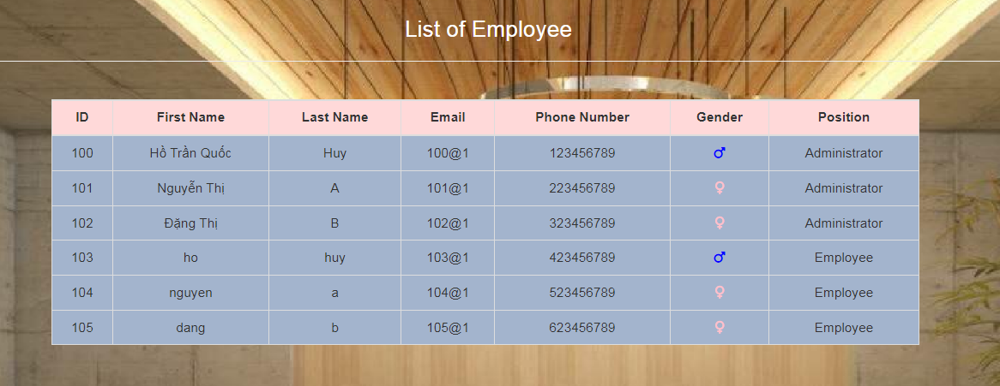 List of Employee
ID First Name Last Name Email Phone Number Gender Position
100 Hồ Trần Quốc Huy 100@1 123456789 ♂ Administrator
101 Nguyễn Thị A 101@1 223456789 ♀ Administrator
102 Đặng Thị B 102@1 323456789 ♀ Administrator
103 ho huy 103@1 423456789 ♂ Employee
104 nguyen a 104@1 523456789 ♀ Employee
105 dang b 105@1 623456789 ♀ Employee